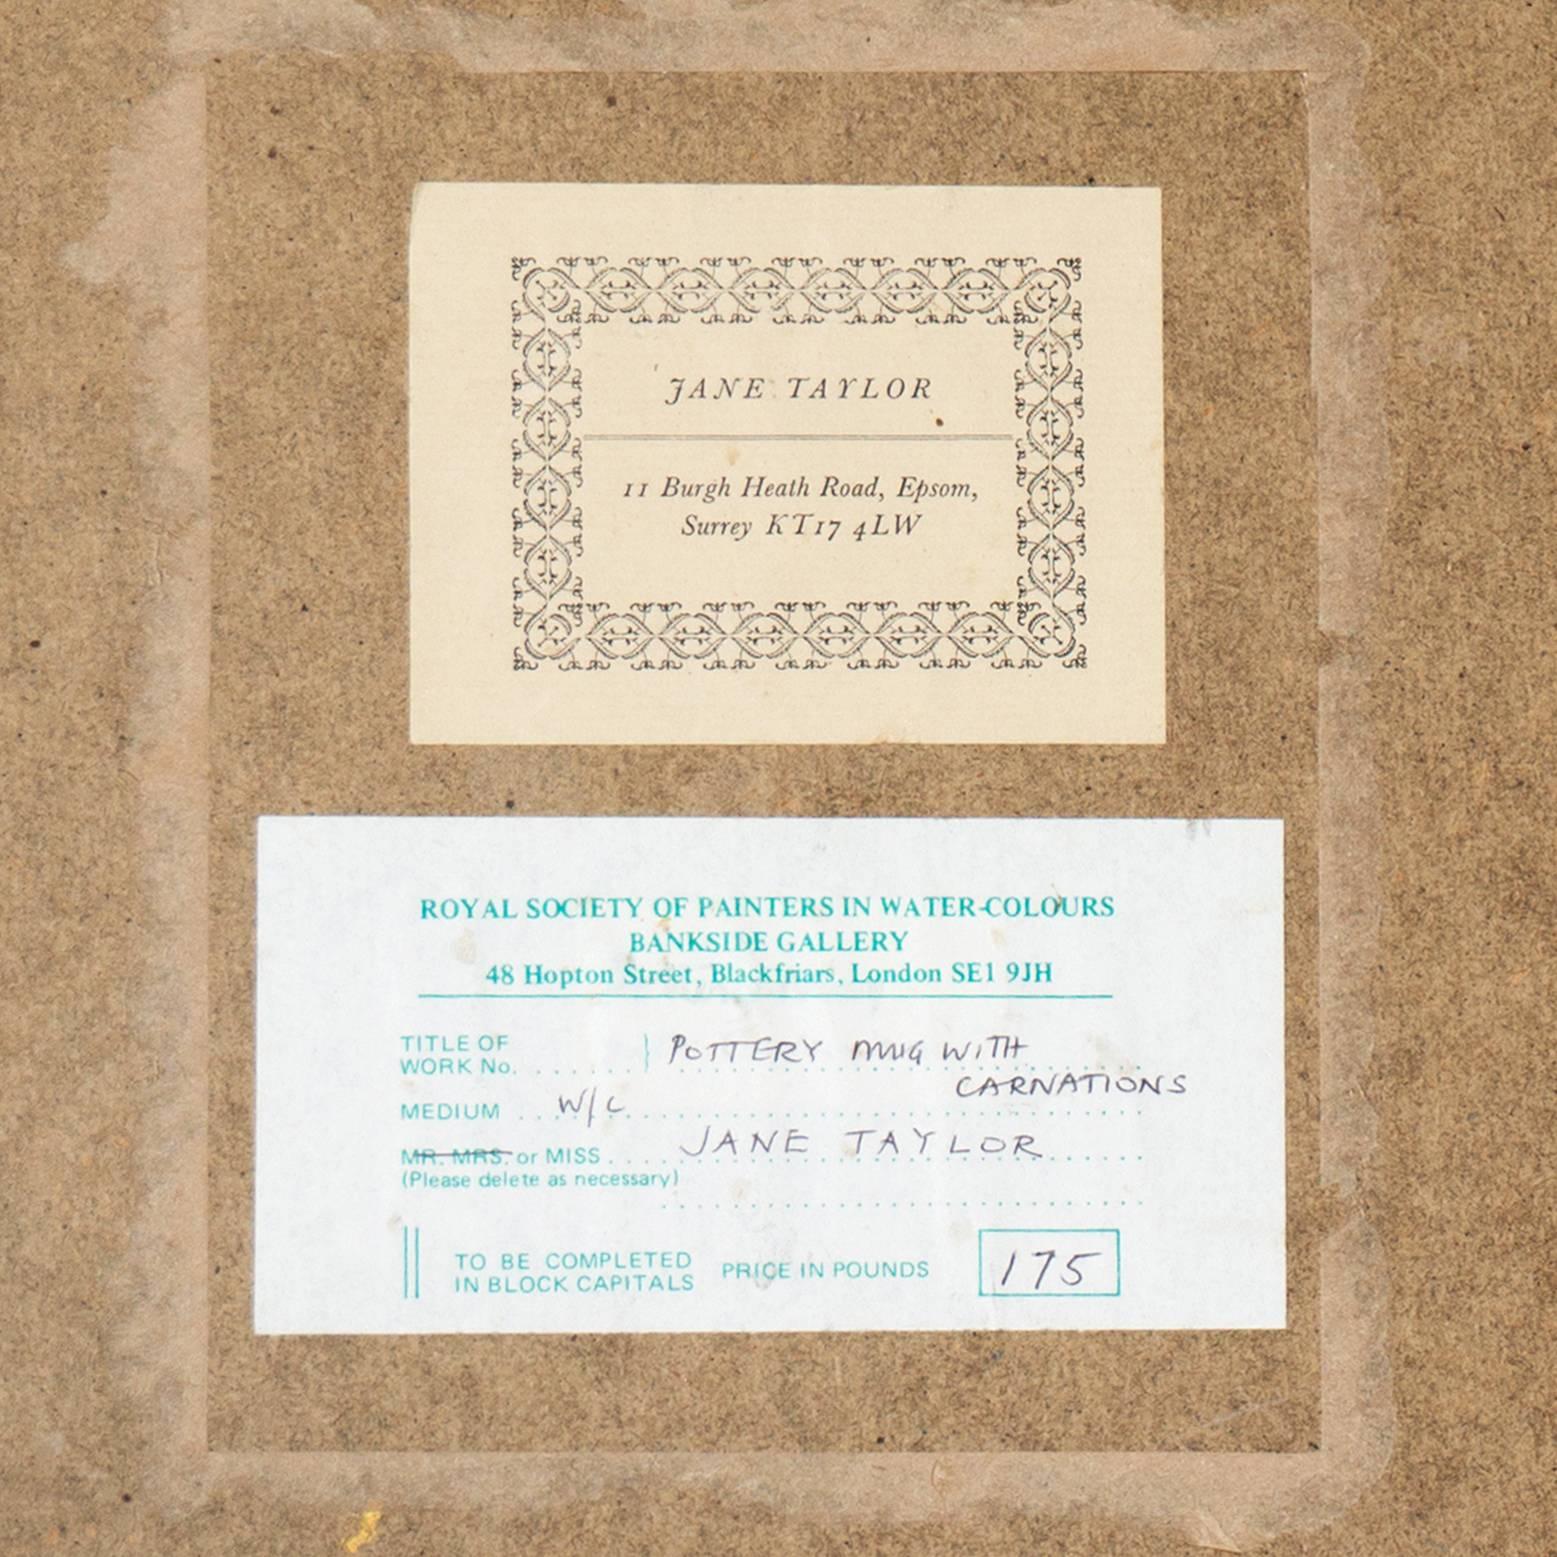 JANE TAYLOR
11 Burgh Heath Road, Epsom,
Surrey KT17 4LW
ROYAL SOCIETY OF PAINTERS IN WATER-COLOURS
BANKSIDE GALLERY
48 Hopton Street, Blackfriars, London SE1 9JH
TITLE OF
WORK No. ...... } POTTERY MUG WITH
CARNATIONS
MEDIUM ... W/C ...
MR. MRS. or MISS .... JANE TAYLOR ....
(Please delete as necessary)
TO BE COMPLETED
IN BLOCK CAPITALS
PRICE IN POUNDS 175